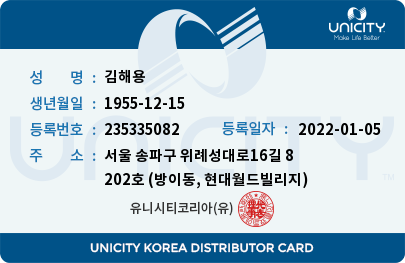 UNICITY
Make Life Better
성 명 : 김해용
생년월일 : 1955-12-15
등록번호 : 235335082 등록일자 : 2022-01-05
주 소 : 서울 송파구 위례성대로16길 8
202호 (방이동, 현대월드빌리지)
유니시티코리아(유)
UNICITY
UNICITY KOREA DISTRIBUTOR CARD